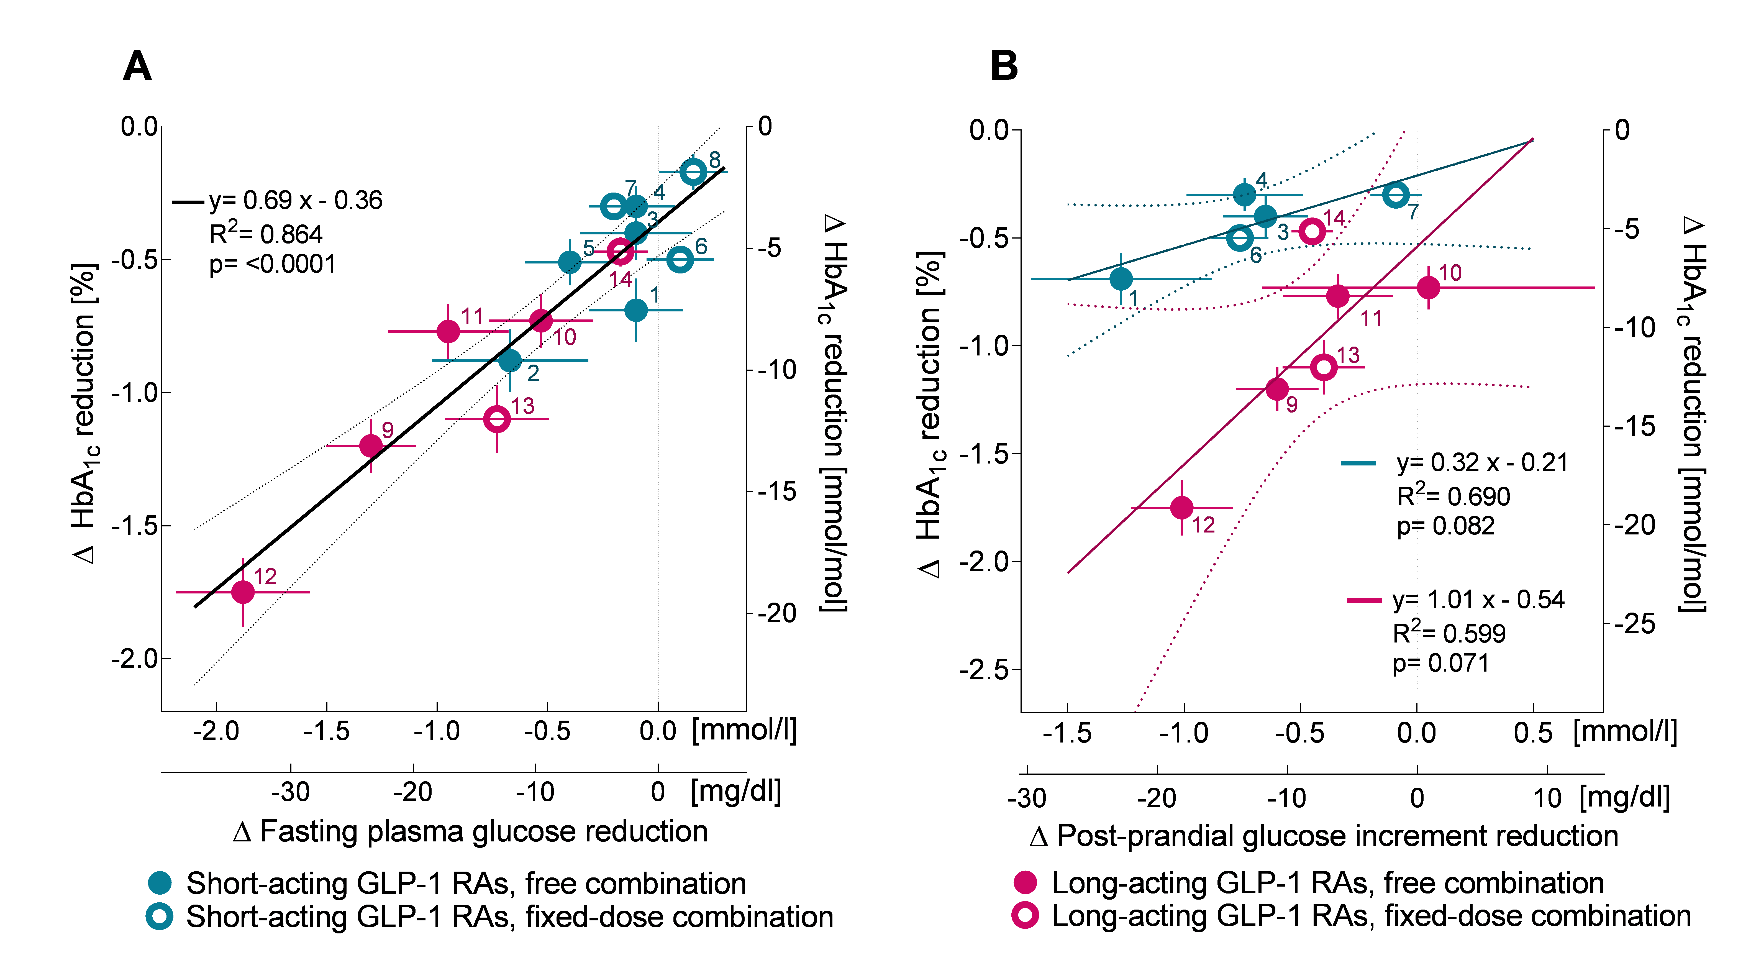 A
B
0.0
-0.5
-1.0
-1.5
-2.0
Δ HbA1c reduction [%]
y= 0.69 x - 0.36
R2= 0.864
p= <0.0001
8
7
4
3
5
6
14
1
11
10
2
13
9
12
0
-5
-10
-15
-20
Δ HbA1c reduction [mmol/mol]
-2.0 -1.5 -1.0 -0.5 0.0 [mmol/l]
-30 -20 -10 0 [mg/dl]
Δ Fasting plasma glucose reduction
0.0
-0.5
-1.0
-1.5
-2.0
-2.5
Δ HbA1c reduction [%]
4
7
14
3
6
1
10
11
13
9
12
y= 0.32 x - 0.21
R2= 0.690
p= 0.082
y= 1.01 x - 0.54
R2= 0.599
p= 0.071
0
-5
-10
-15
-20
-25
Δ HbA1c reduction [mmol/mol]
-1.5 -1.0 -0.5 0.0 0.5 [mmol/l]
-30 -20 -10 0 10 [mg/dl]
Δ Post-prandial glucose increment reduction
Short-acting GLP-1 RAs, free combination
Short-acting GLP-1 RAs, fixed-dose combination
Long-acting GLP-1 RAs, free combination
Long-acting GLP-1 RAs, fixed-dose combination